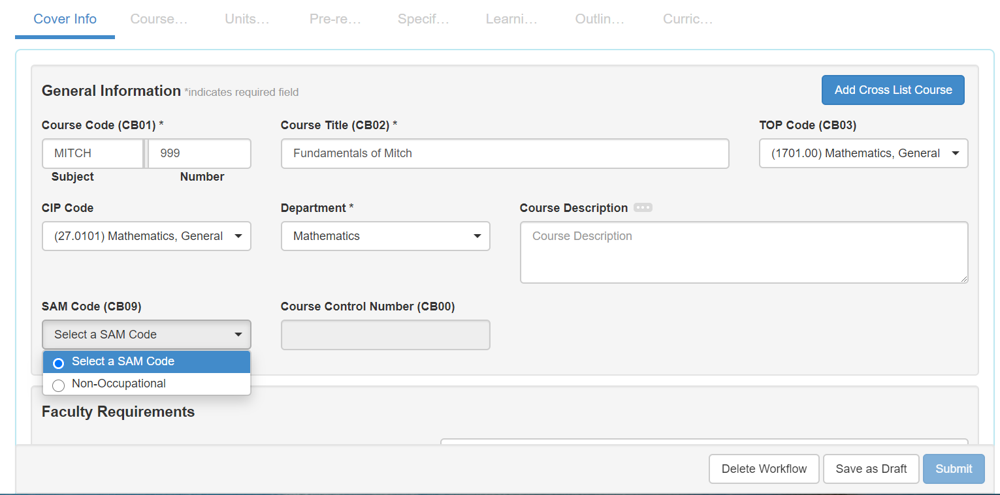 Cover Info Course… Units… Pre-re… Specif… Learni… Outlin… Curric…
General Information *indicates required field
Add Cross List Course
Course Code (CB01) * Course Title (CB02) * TOP Code (CB03)
MITCH 999 Fundamentals of Mitch (1701.00) Mathematics, General
Subject Number
CIP Code Department * Course Description
(27.0101) Mathematics, General Mathematics Course Description
SAM Code (CB09) Course Control Number (CB00)
Select a SAM Code
Select a SAM Code
Non-Occupational
Faculty Requirements
Delete Workflow Save as Draft Submit